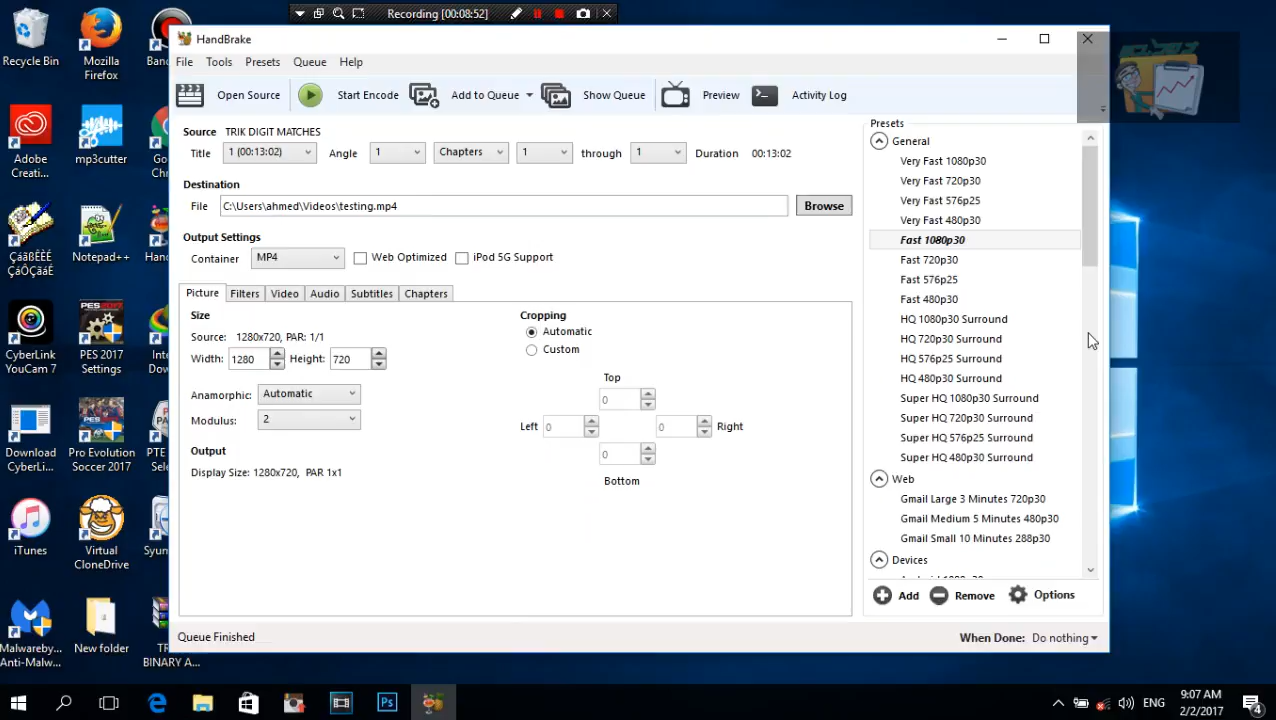 Recording [00:08:52]
Recycle Bin
Mozilla Firefox
Adobe Creati...
mp3cutter
Notepad++
CyberLink YouCam 7
PES 2017 Settings
Download CyberLi...
Pro Evolution Soccer 2017
iTunes
Virtual CloneDrive
Malwareby... Anti-Malw...
New folder
HandBrake
File Tools Presets Queue Help
Open Source Start Encode Add to Queue Show Queue Preview Activity Log
Source TRIK DIGIT MATCHES
Title 1 (00:13:02) Angle 1 Chapters 1 through 1 Duration 00:13:02
Destination
File C:\Users\ahmed\Videos\testing.mp4 Browse
Output Settings
Container MP4 Web Optimized iPod 5G Support
Picture Filters Video Audio Subtitles Chapters
Size
Source: 1280x720, PAR: 1/1
Width: 1280 Height: 720
Anamorphic: Automatic
Modulus: 2
Output
Display Size: 1280x720, PAR 1x1
Cropping
Automatic
Custom
Top
0
Left 0 0 Right
0
Bottom
Presets
General
Very Fast 1080p30
Very Fast 720p30
Very Fast 576p25
Very Fast 480p30
Fast 1080p30
Fast 720p30
Fast 576p25
Fast 480p30
HQ 1080p30 Surround
HQ 720p30 Surround
HQ 576p25 Surround
HQ 480p30 Surround
Super HQ 1080p30 Surround
Super HQ 720p30 Surround
Super HQ 576p25 Surround
Super HQ 480p30 Surround
Web
Gmail Large 3 Minutes 720p30
Gmail Medium 5 Minutes 480p30
Gmail Small 10 Minutes 288p30
Devices
Add Remove Options
Queue Finished
When Done: Do nothing
ENG
9:07 AM
2/2/2017
4